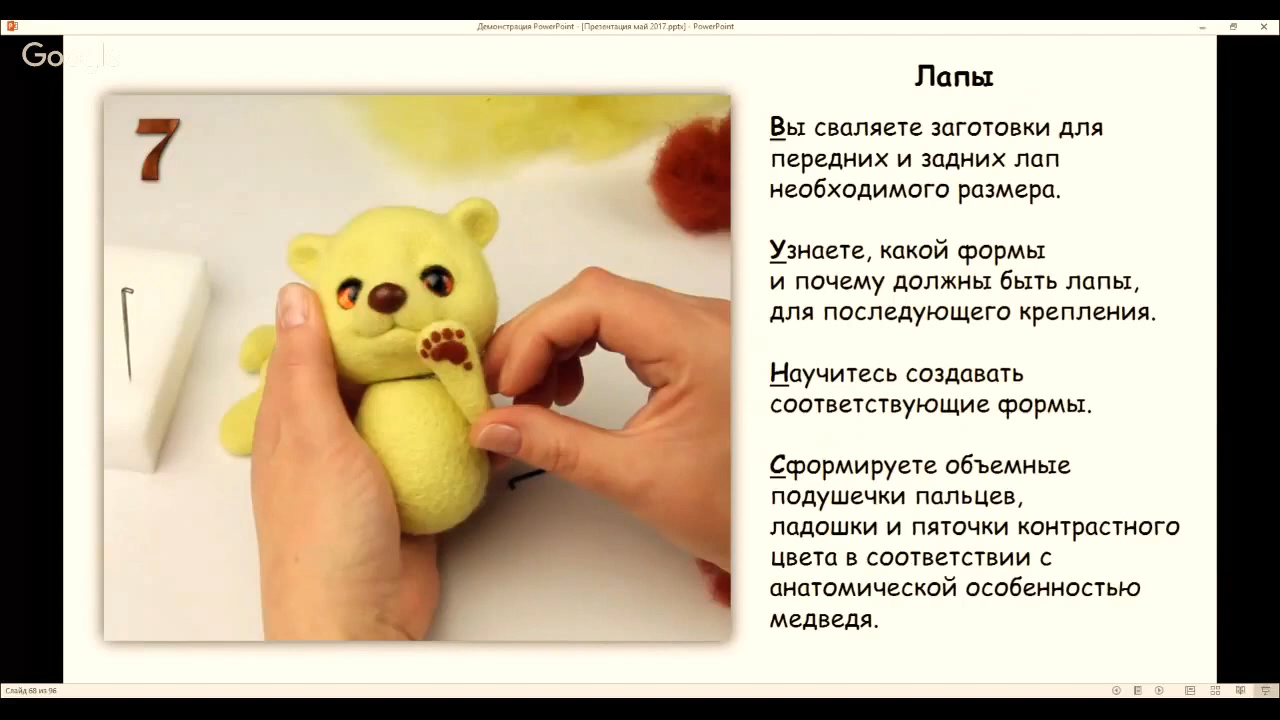 Демонстрация PowerPoint - [Презентация май 2017.pptx] - PowerPoint
Google
7
Лапы
Вы сваляете заготовки для
передних и задних лап
необходимого размера.
Узнаете, какой формы
и почему должны быть лапы,
для последующего крепления.
Научитесь создавать
соответствующие формы.
Сформируете объемные
подушечки пальцев,
ладошки и пяточки контрастного
цвета в соответствии с
анатомической особенностью
медведя.
Слайд 68 из 96